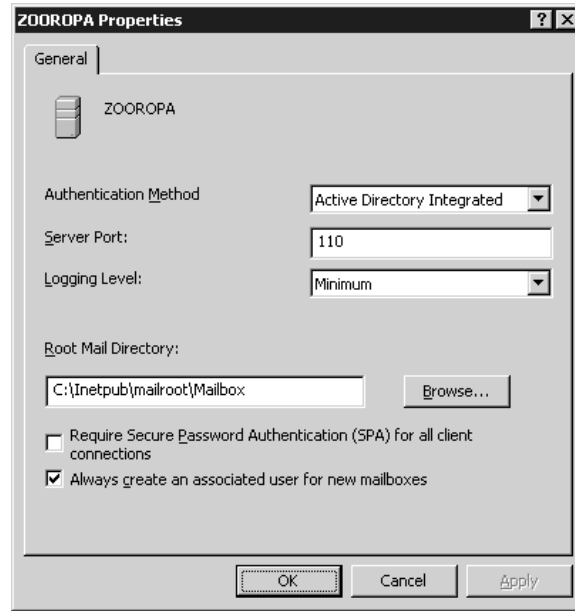 ZOOROPA Properties
General
ZOOROPA
Authentication Method
Active Directory Integrated
Server Port:
110
Logging Level:
Minimum
Root Mail Directory:
C:\Inetpub\mailroot\Mailbox
Browse...
Require Secure Password Authentication (SPA) for all client
connections
Always create an associated user for new mailboxes
OK
Cancel
Apply